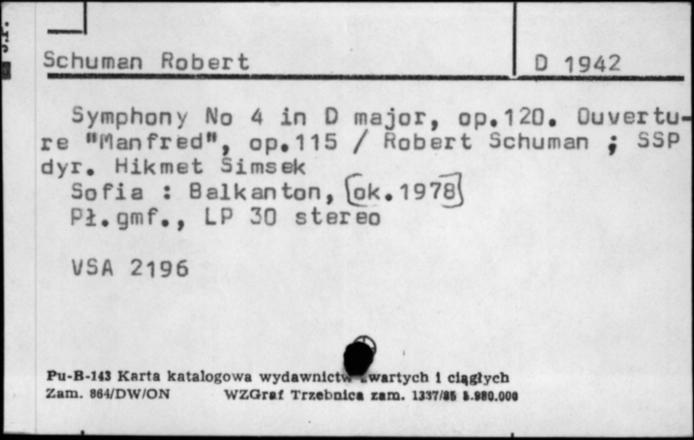 Schuman Robert
D 1942
Symphony No 4 in D major, op.120. Ouvertu-
re "Manfred", op.115 / Robert Schuman ; SSP
dyr. Hikmet Simsek
Sofia : Balkanton, [ok.1978]
Pł.gmf., LP 30 stereo
VSA 2196
Pu-B-143 Karta katalogowa wydawnictw zwartych i ciągłych
Zam. 864/DW/ON WZGraf Trzebnica zam. 1337/85 5.980.000